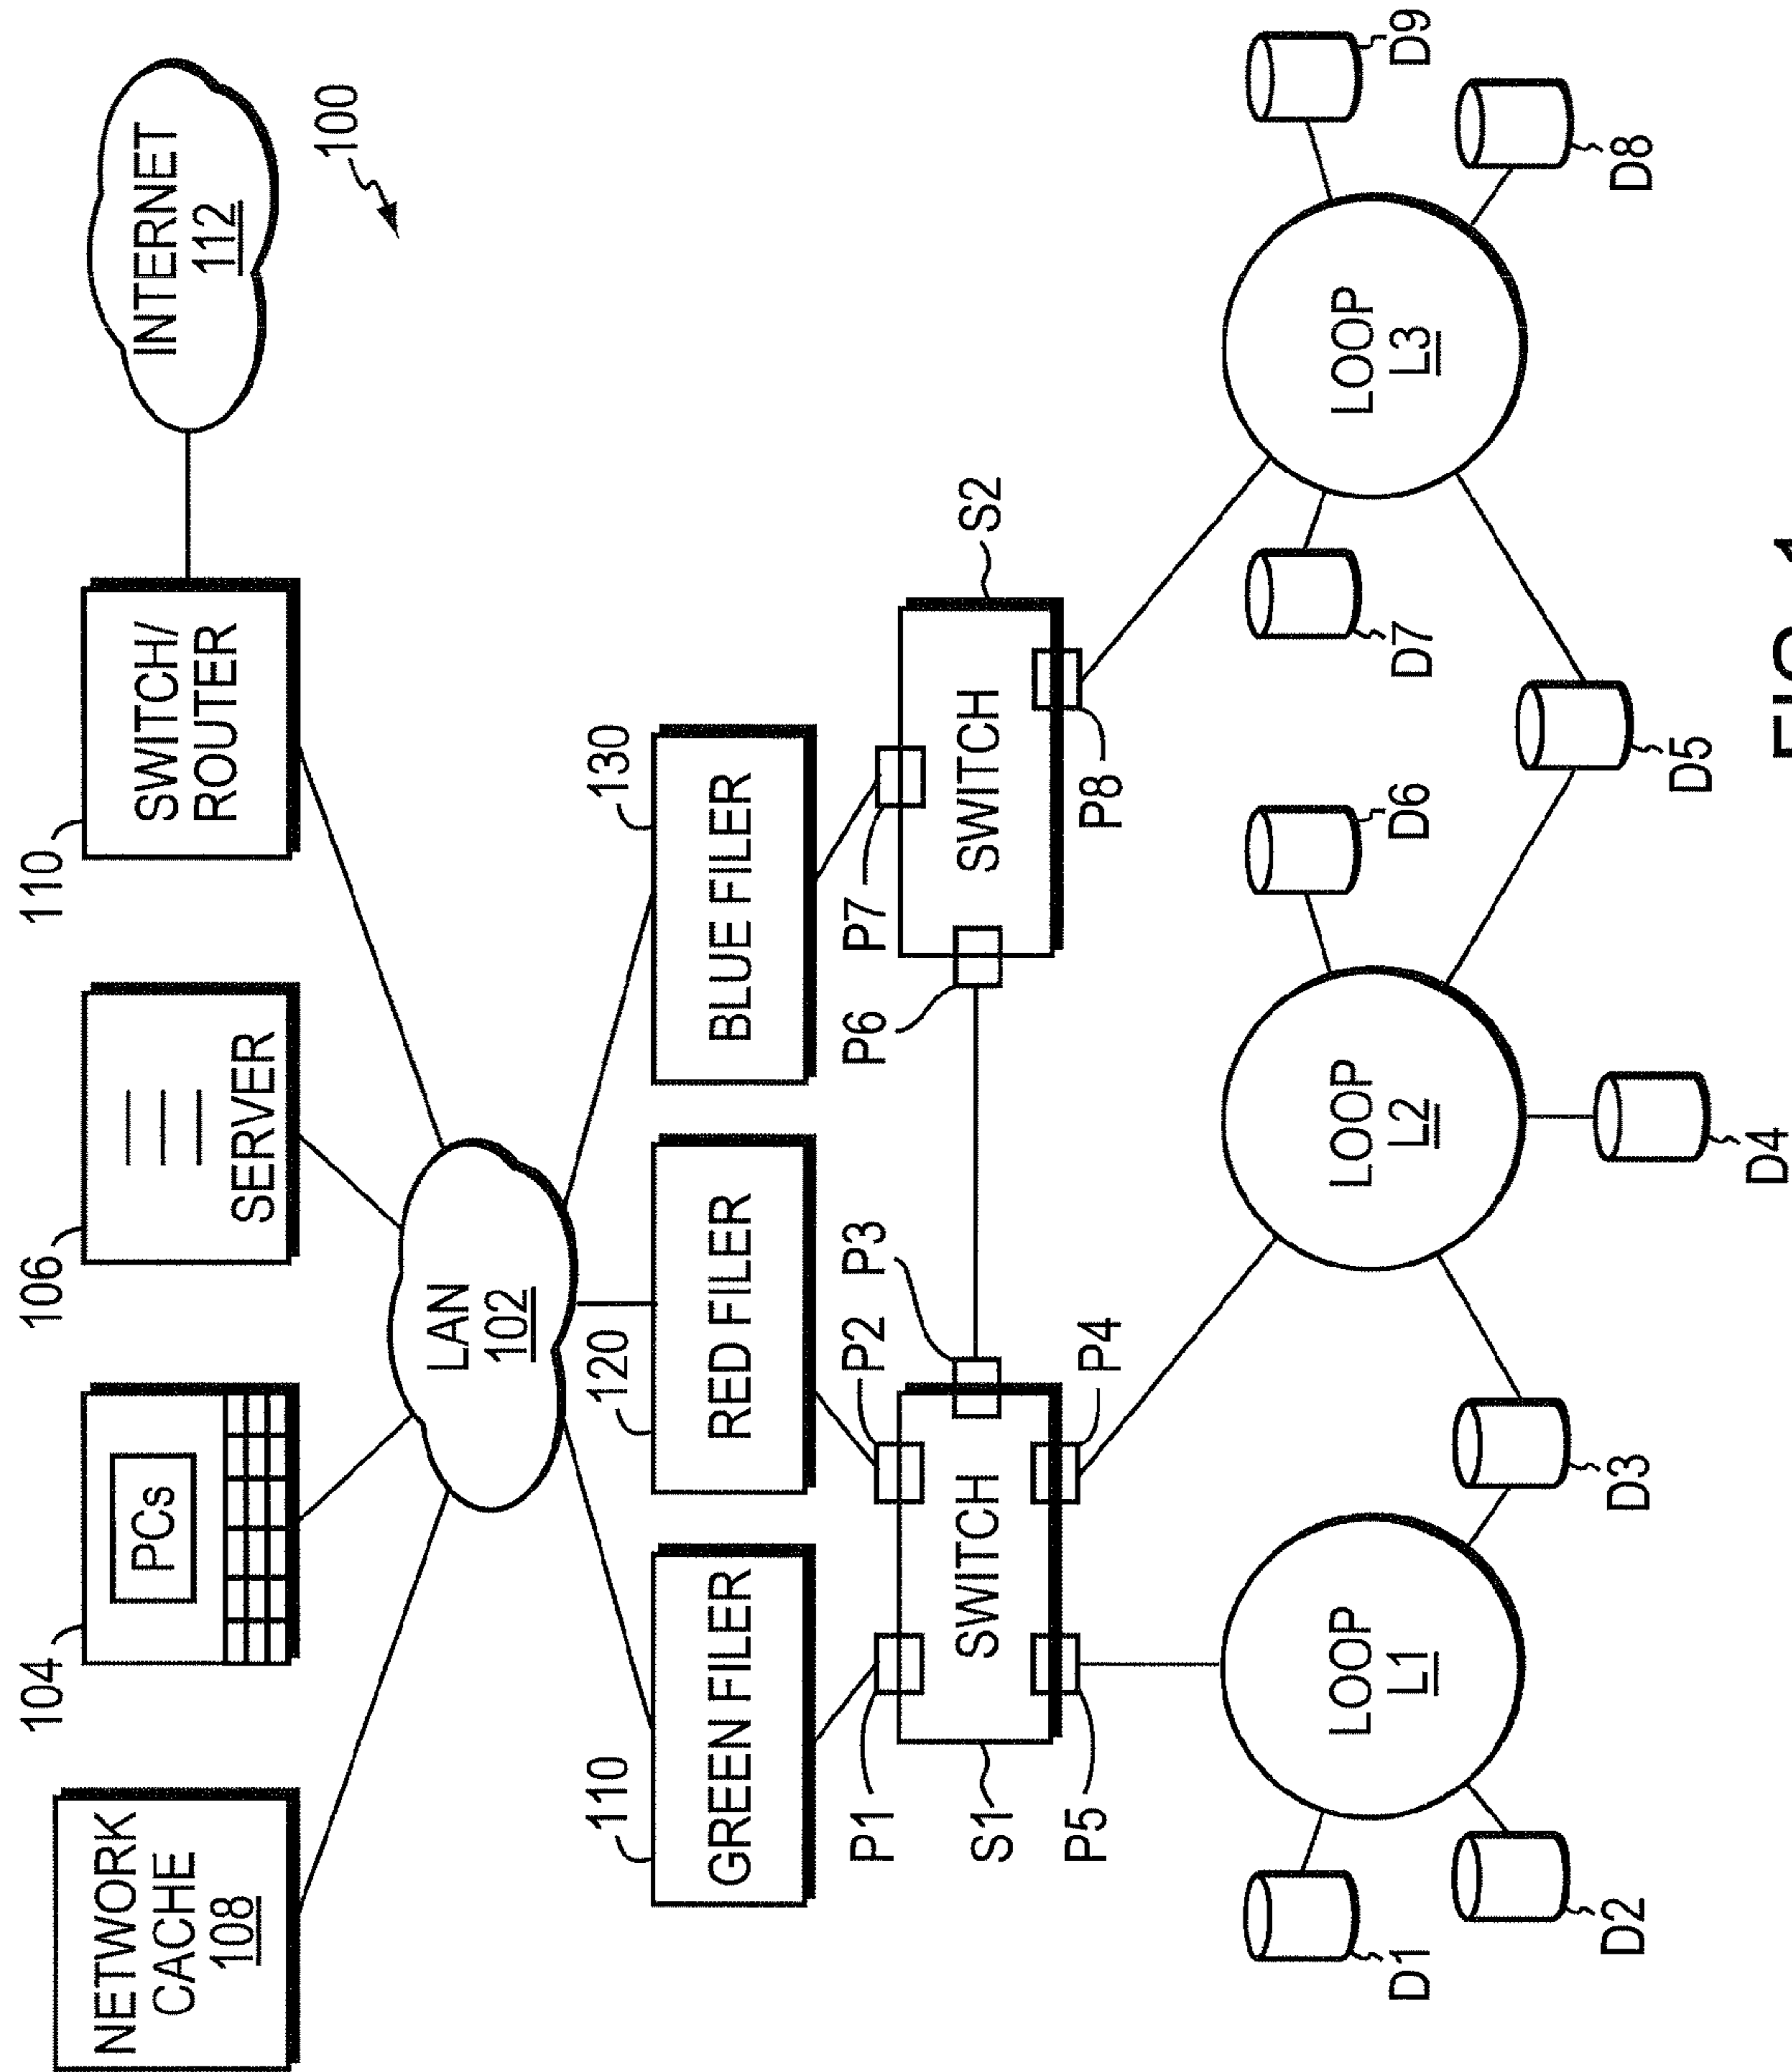 NETWORK
CACHE
108
104
PCs
106
SERVER
110
SWITCH/
ROUTER
INTERNET
112
100
LAN
102
110
GREEN FILER
120
RED FILER
130
BLUE FILER
P1
P2
P3
S1
SWITCH
P5
P4
P7
P6
SWITCH
S2
P8
LOOP
L1
LOOP
L2
LOOP
L3
D1
D2
D3
D4
D6
D5
D7
D8
D9